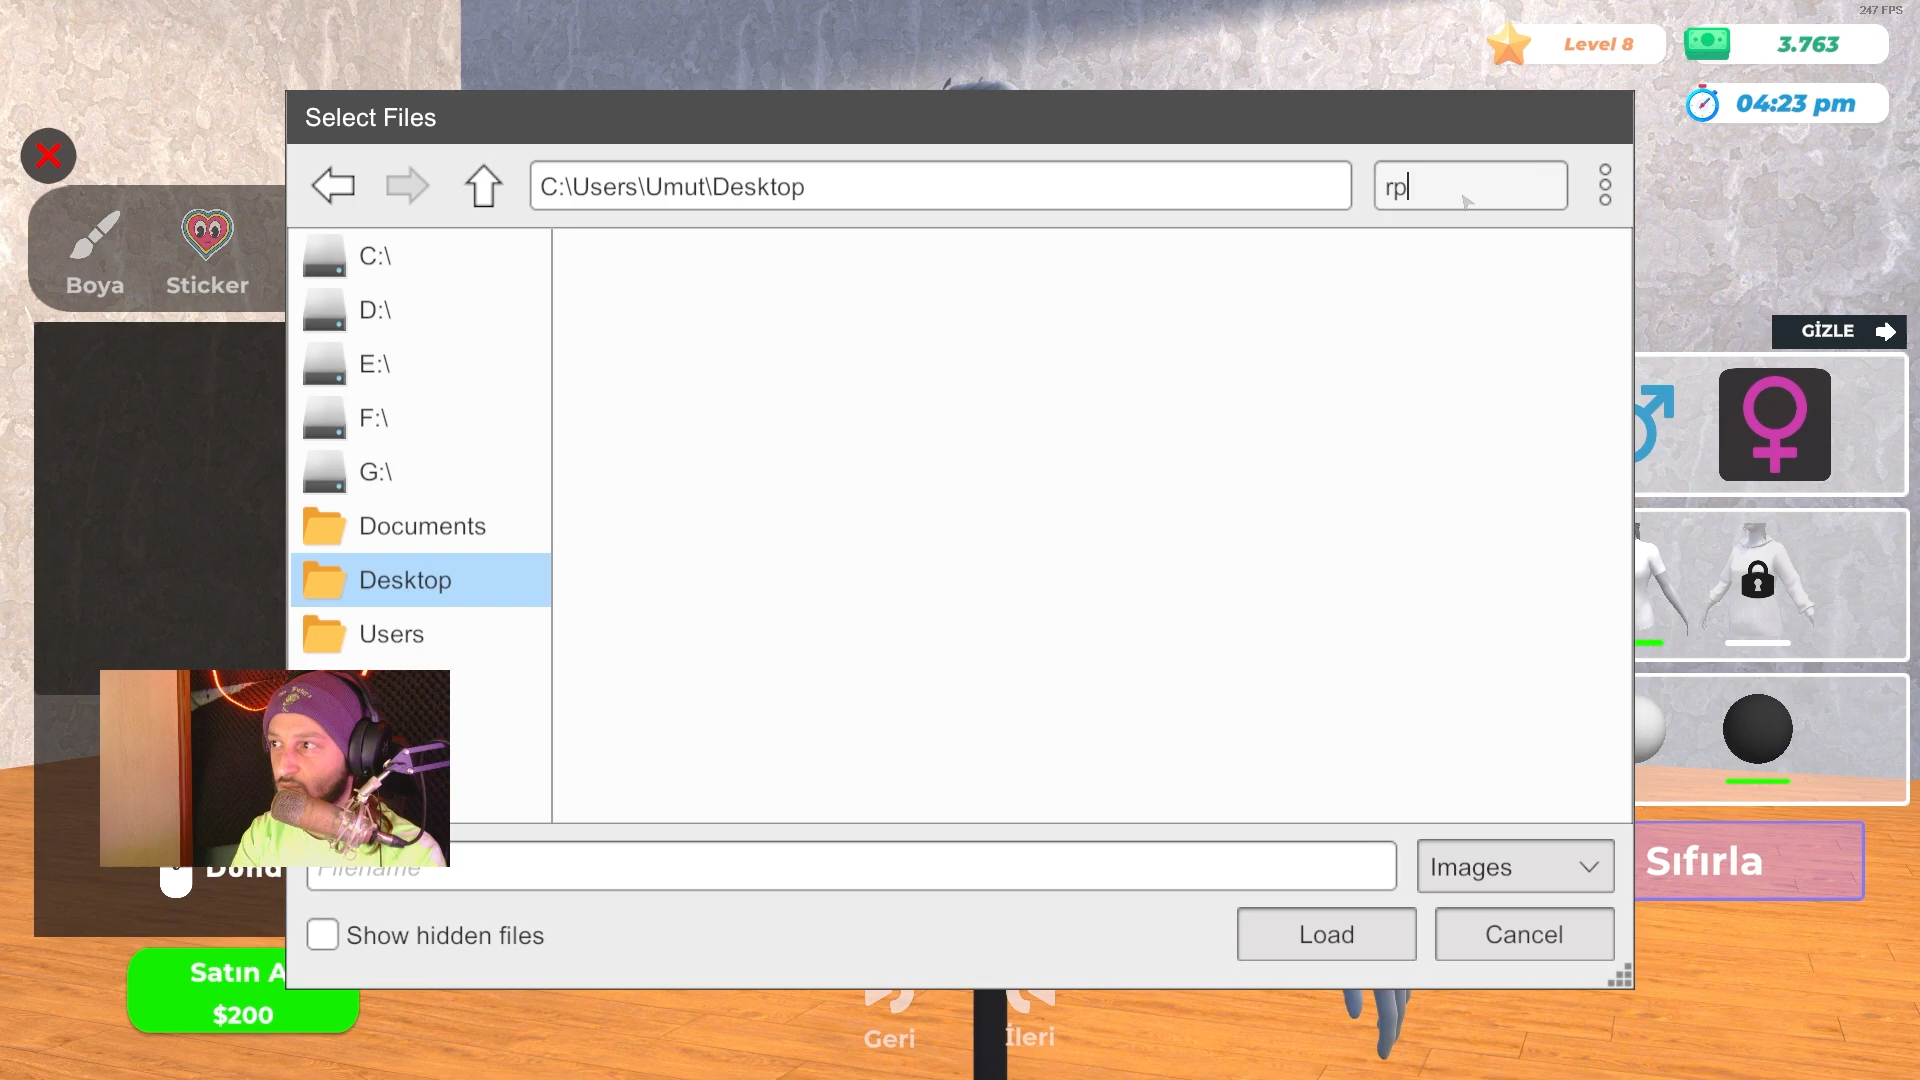 247 FPS
Level 8
3.763
04:23 pm
Select Files
C:\Users\Umut\Desktop
rp
Boya
Sticker
C:\
D:\
E:\
F:\
G:\
Documents
Desktop
Users
GİZLE
Filename
Images
Sıfırla
Show hidden files
Load
Cancel
Satın A
$200
Geri
İleri